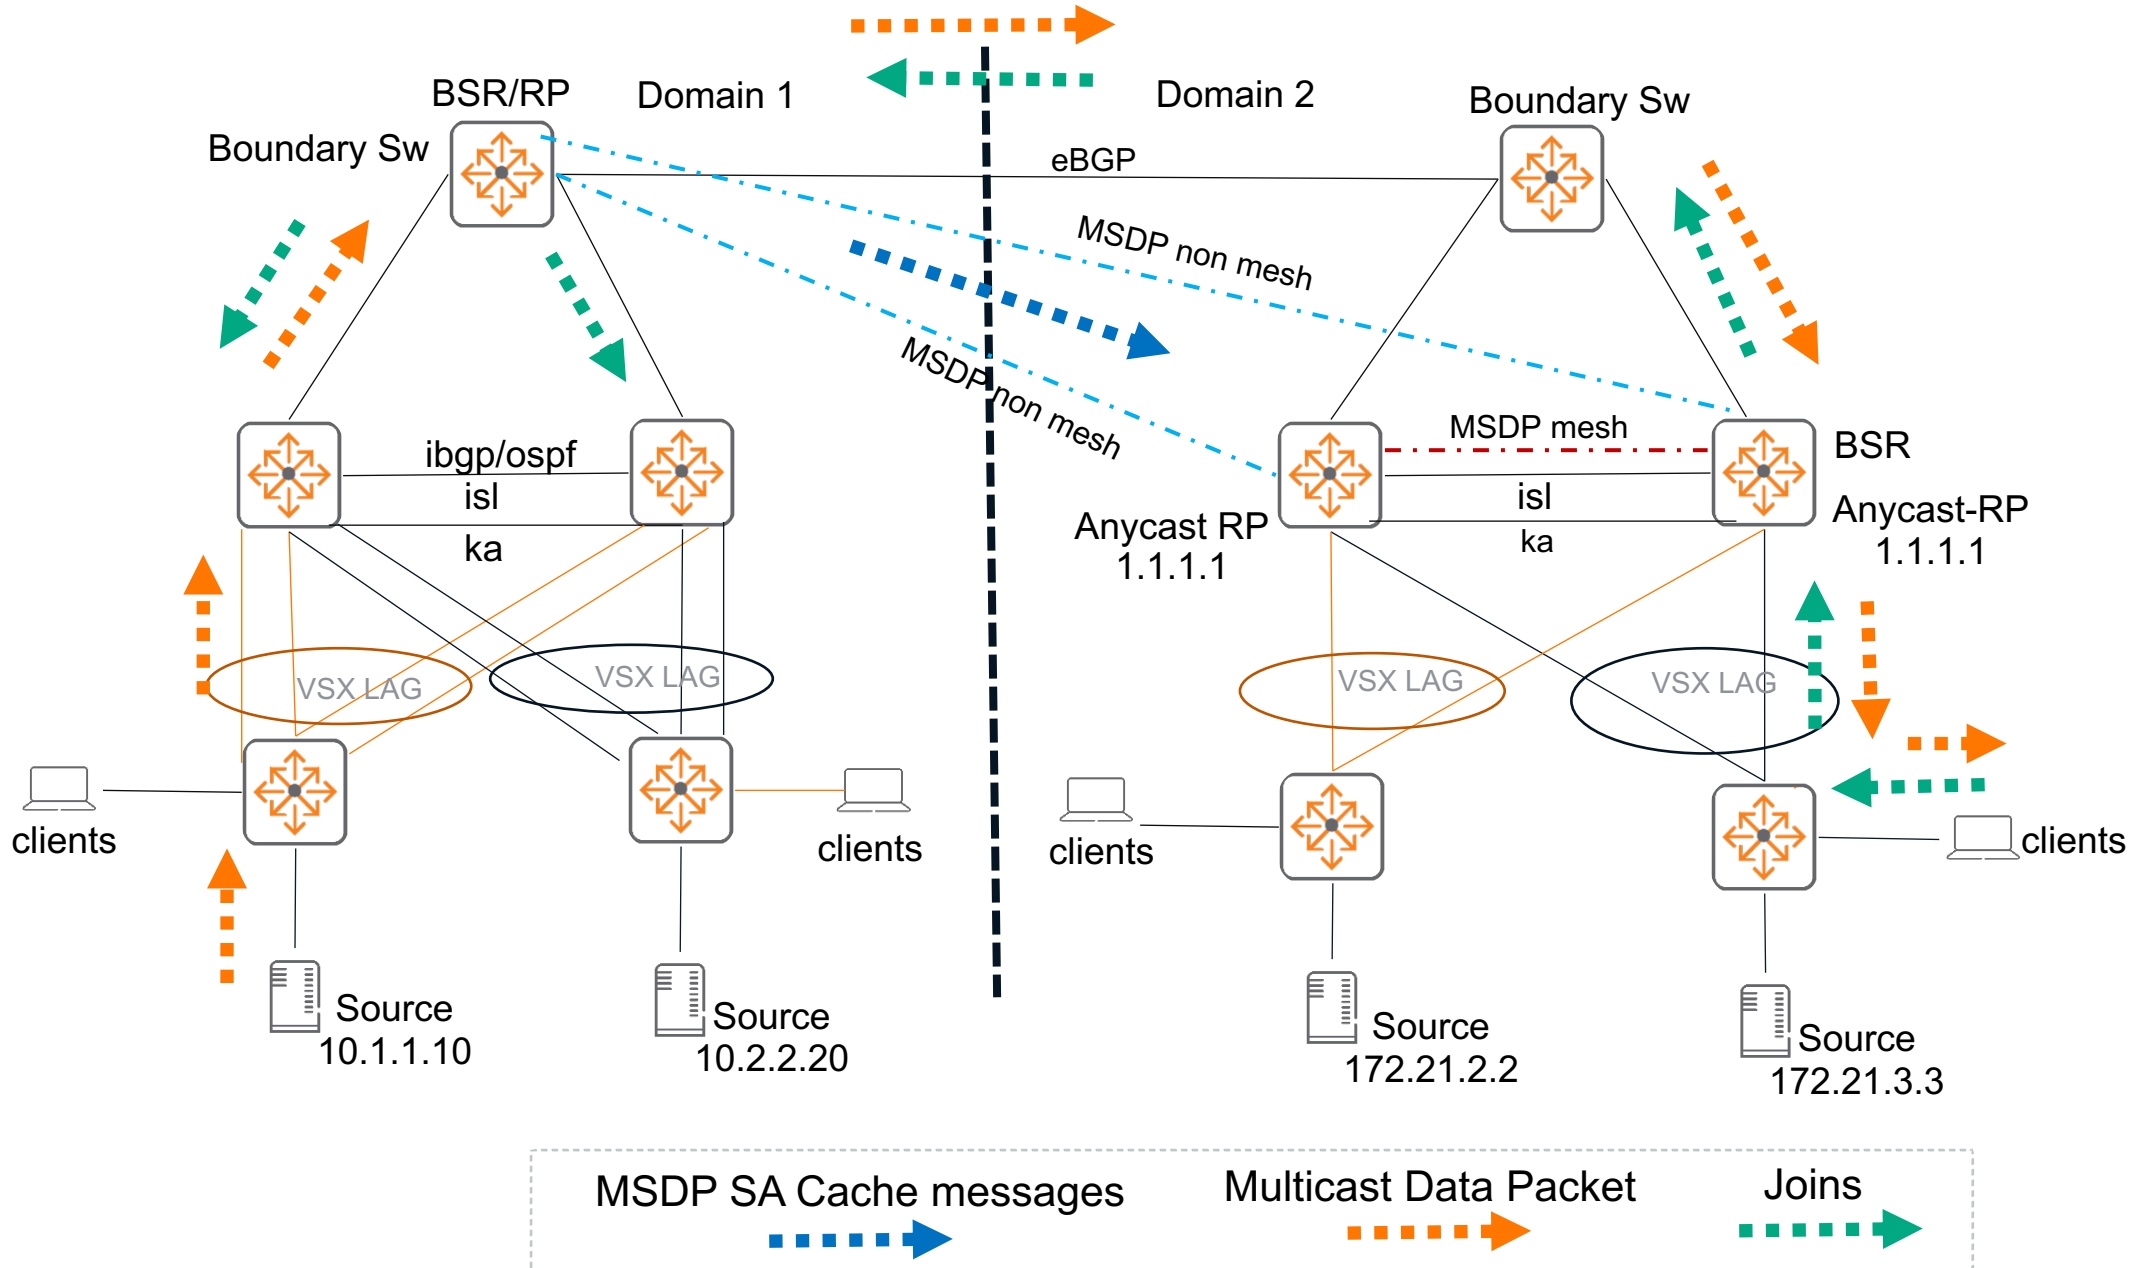 BSR/RP
Domain 1
Domain 2
Boundary Sw
Boundary Sw
eBGP
MSDP non mesh
MSDP non mesh
ibgp/ospf
isl
ka
MSDP mesh
BSR
isl
ka
Anycast RP
1.1.1.1
Anycast-RP
1.1.1.1
VSX LAG
VSX LAG
VSX LAG
VSX LAG
clients
clients
clients
clients
Source
10.1.1.10
Source
10.2.2.20
Source
172.21.2.2
Source
172.21.3.3
MSDP SA Cache messages
Multicast Data Packet
Joins